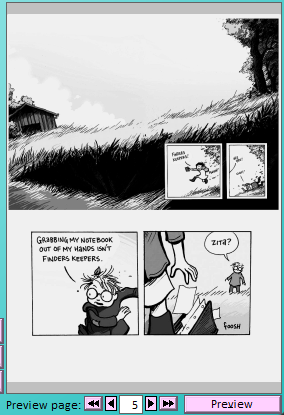 FINDERS
KEEPERS!
GRABBING MY NOTEBOOK
OUT OF MY HANDS ISN'T
FINDERS KEEPERS.
ZITA?
FOOSH
Preview page:
5
Preview